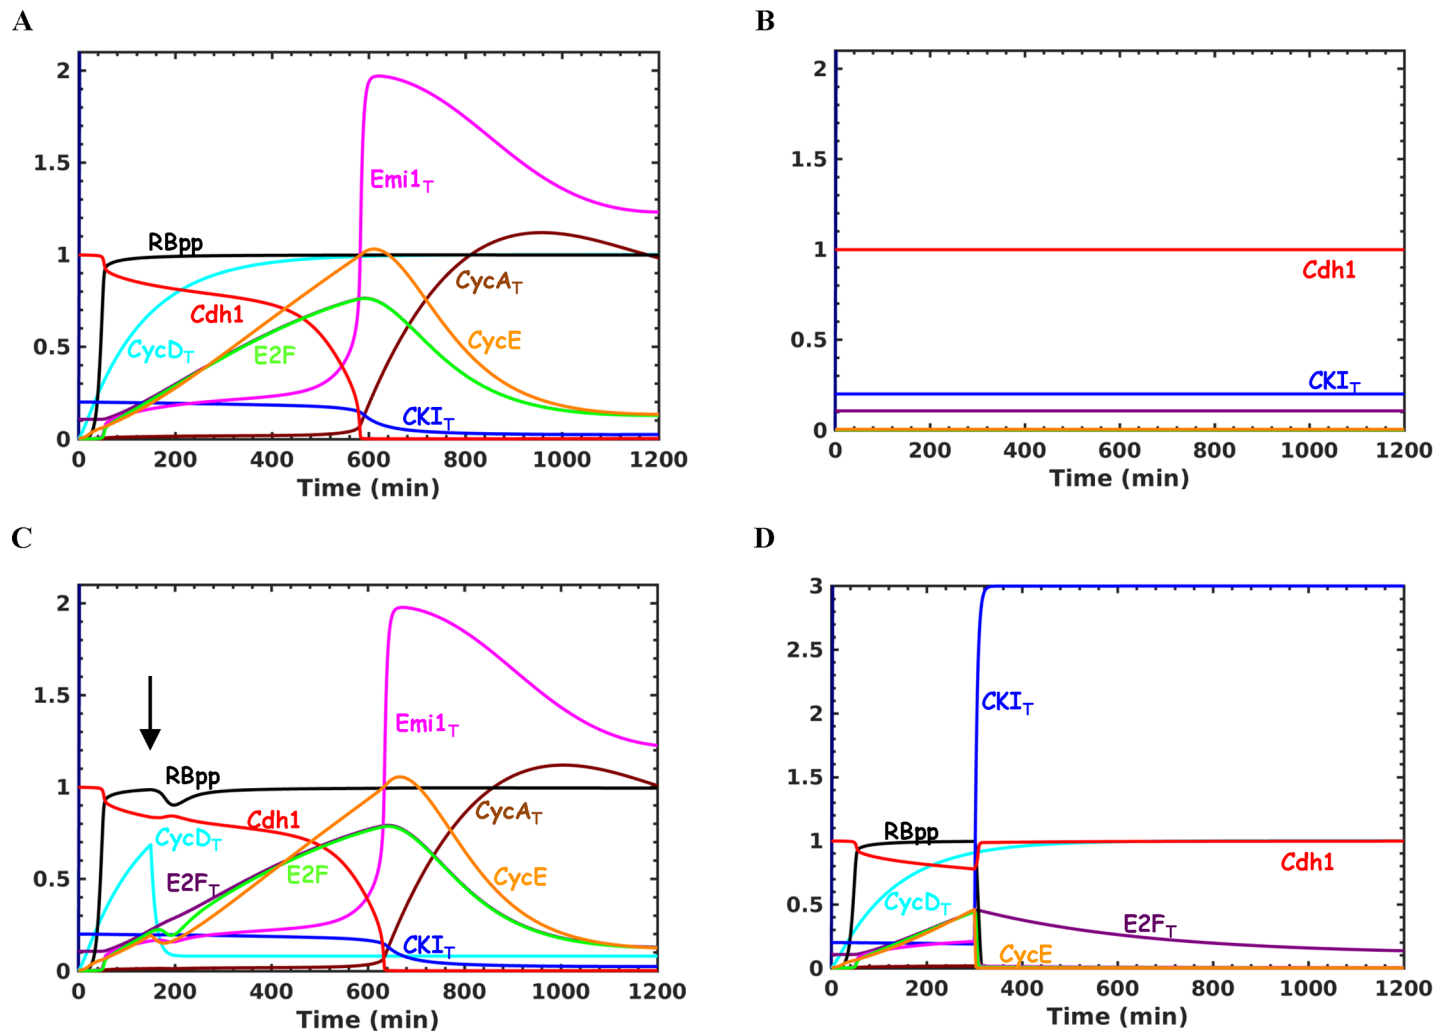 A
2
1.5
1
0.5
0
RBpp
Emi1T
CycAT
Cdh1
CycDT
E2F
CycE
CKIT
0 200 400 600 800 1000 1200
Time (min)
B
2
1.5
1
0.5
0
Cdh1
CKIT
0 200 400 600 800 1000 1200
Time (min)
C
2
1.5
1
0.5
0
RBpp
Emi1T
Cdh1
CycAT
CycDT
E2FT
E2F
CycE
CKIT
0 200 400 600 800 1000 1200
Time (min)
D
3
2.5
2
1.5
1
0.5
0
CKIT
RBpp
Cdh1
CycDT
E2FT
CycE
0 200 400 600 800 1000 1200
Time (min)